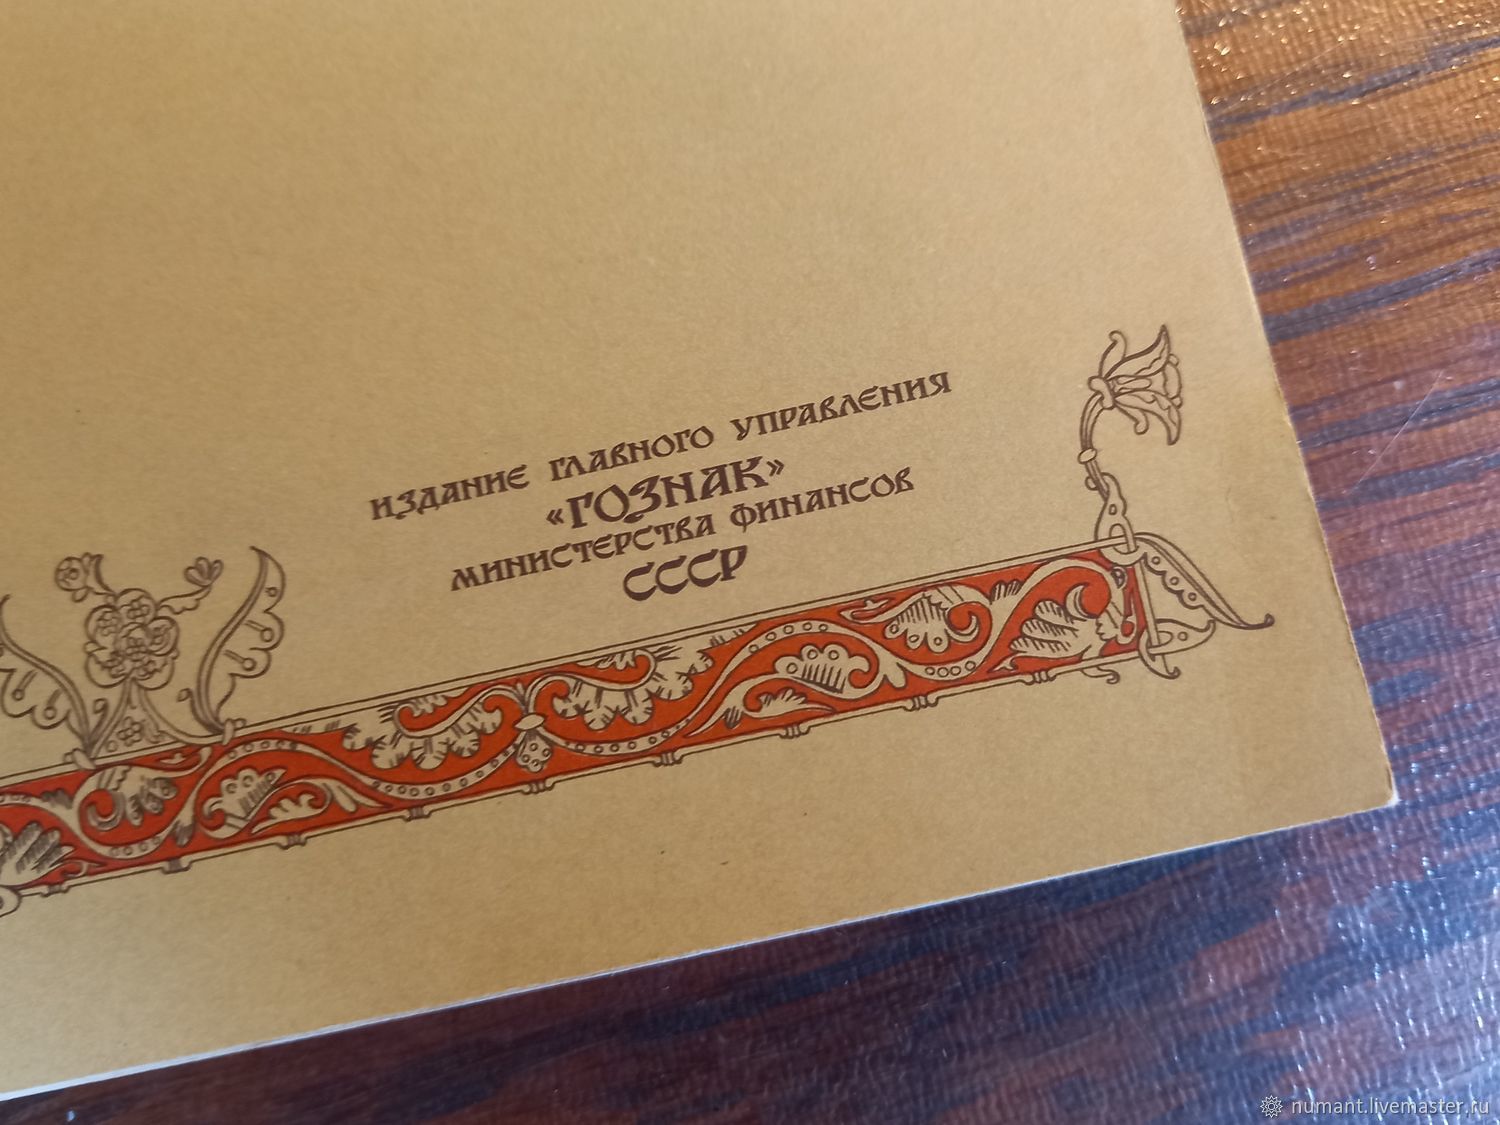 ИЗДАНИЕ ГЛАВНОГО УПРАВЛЕНИЯ
«ГОЗНАК»
МИНИСТЕРСТВА ФИНАНСОВ
СССР
numant.livemaster.ru